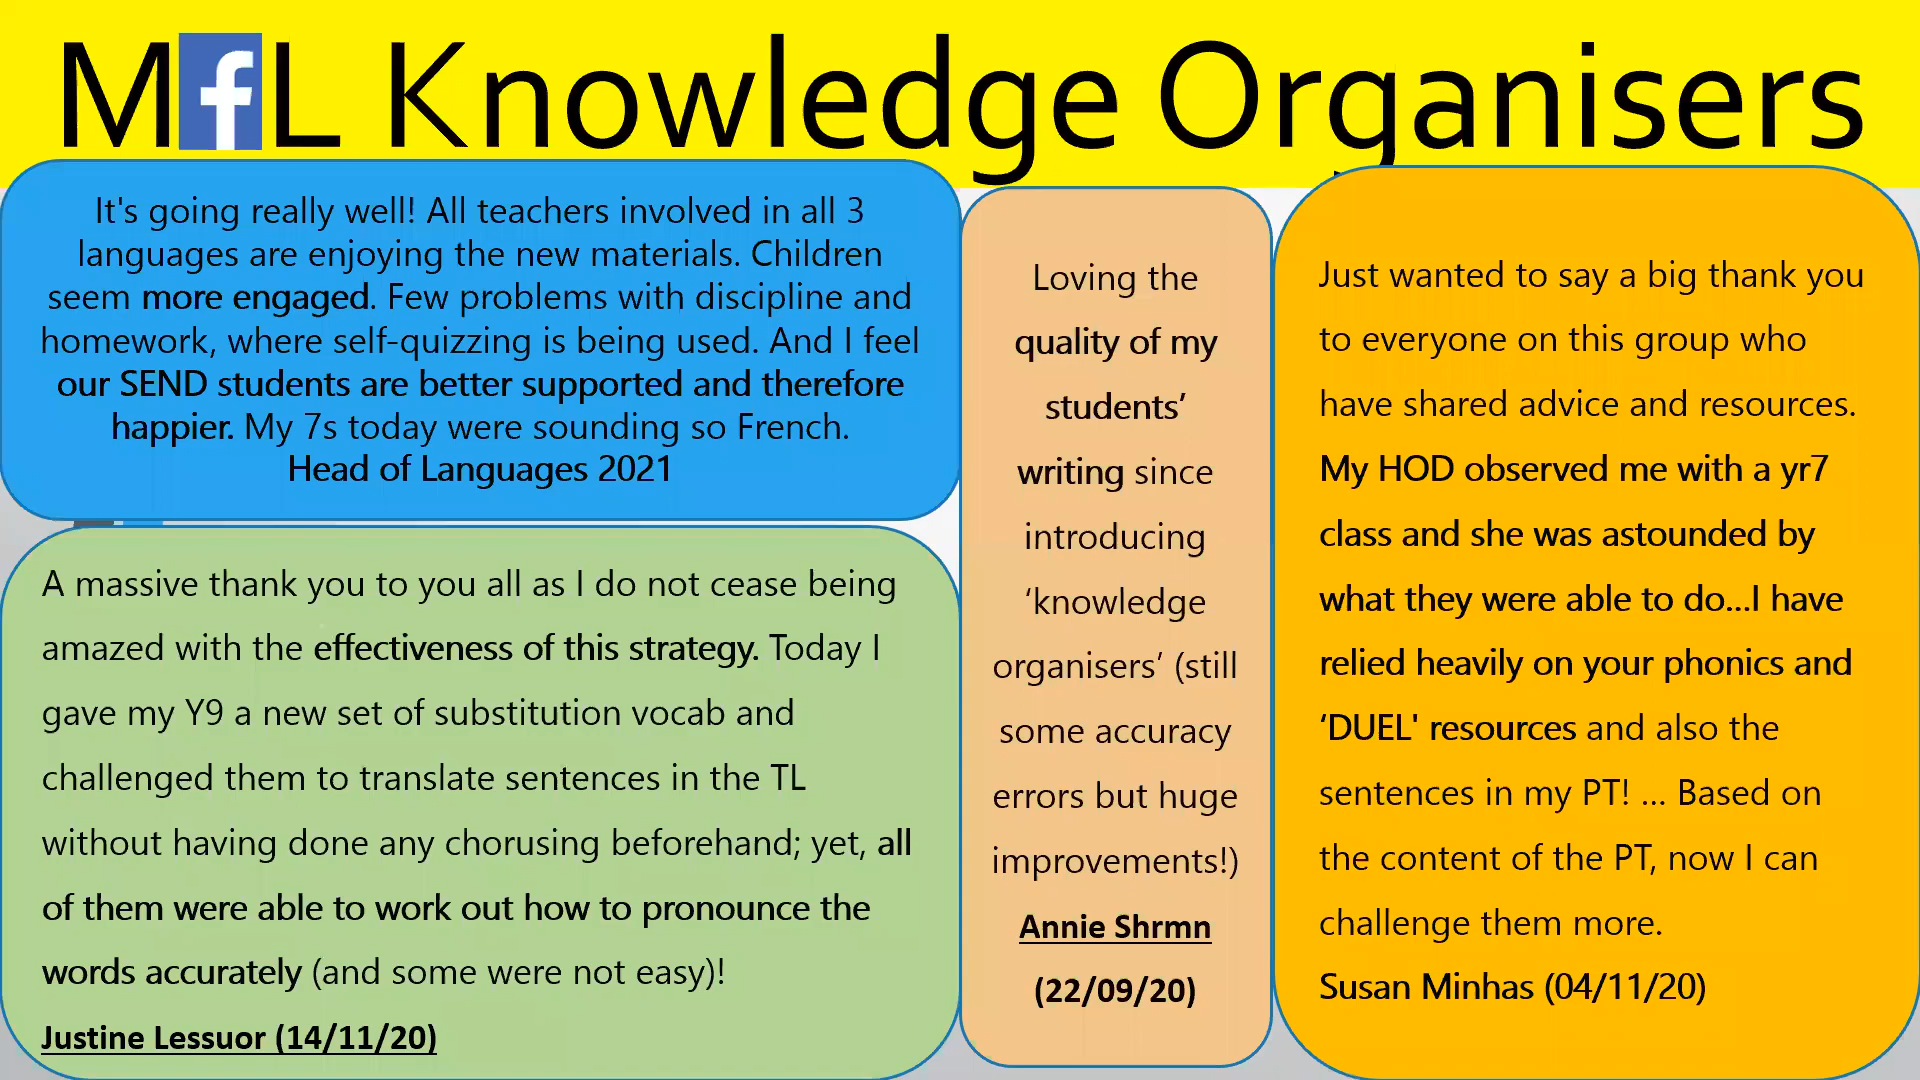 MfL Knowledge Organisers
It's going really well! All teachers involved in all 3
languages are enjoying the new materials. Children
seem more engaged. Few problems with discipline and
homework, where self-quizzing is being used. And I feel
our SEND students are better supported and therefore
happier. My 7s today were sounding so French.
Head of Languages 2021
A massive thank you to you all as I do not cease being
amazed with the effectiveness of this strategy. Today I
gave my Y9 a new set of substitution vocab and
challenged them to translate sentences in the TL
without having done any chorusing beforehand; yet, all
of them were able to work out how to pronounce the
words accurately (and some were not easy)!
Justine Lessuor (14/11/20)
Loving the
quality of my
students’
writing since
introducing
‘knowledge
organisers’ (still
some accuracy
errors but huge
improvements!)
Annie Shrmn
(22/09/20)
Just wanted to say a big thank you
to everyone on this group who
have shared advice and resources.
My HOD observed me with a yr7
class and she was astounded by
what they were able to do...I have
relied heavily on your phonics and
‘DUEL' resources and also the
sentences in my PT! ... Based on
the content of the PT, now I can
challenge them more.
Susan Minhas (04/11/20)